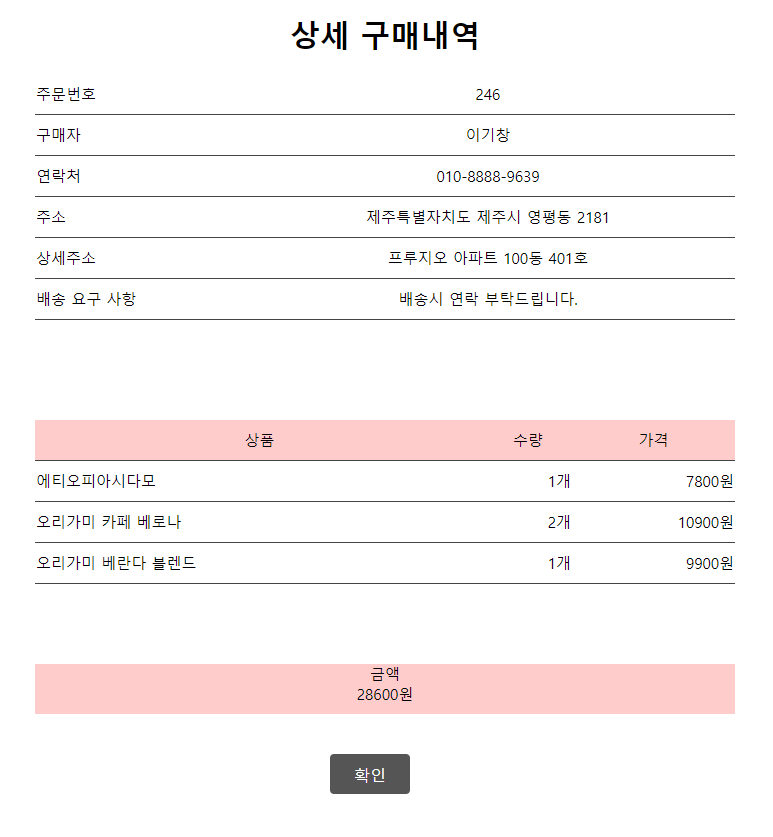 상세 구매내역
주문번호 246
구매자 이기창
연락처 010-8888-9639
주소 제주특별자치도 제주시 영평동 2181
상세주소 프루지오 아파트 100동 401호
배송 요구 사항 배송시 연락 부탁드립니다.
상품 수량 가격
에티오피아시다모 1개 7800원
오리가미 카페 베로나 2개 10900원
오리가미 베란다 블렌드 1개 9900원
금액
28600원
확인